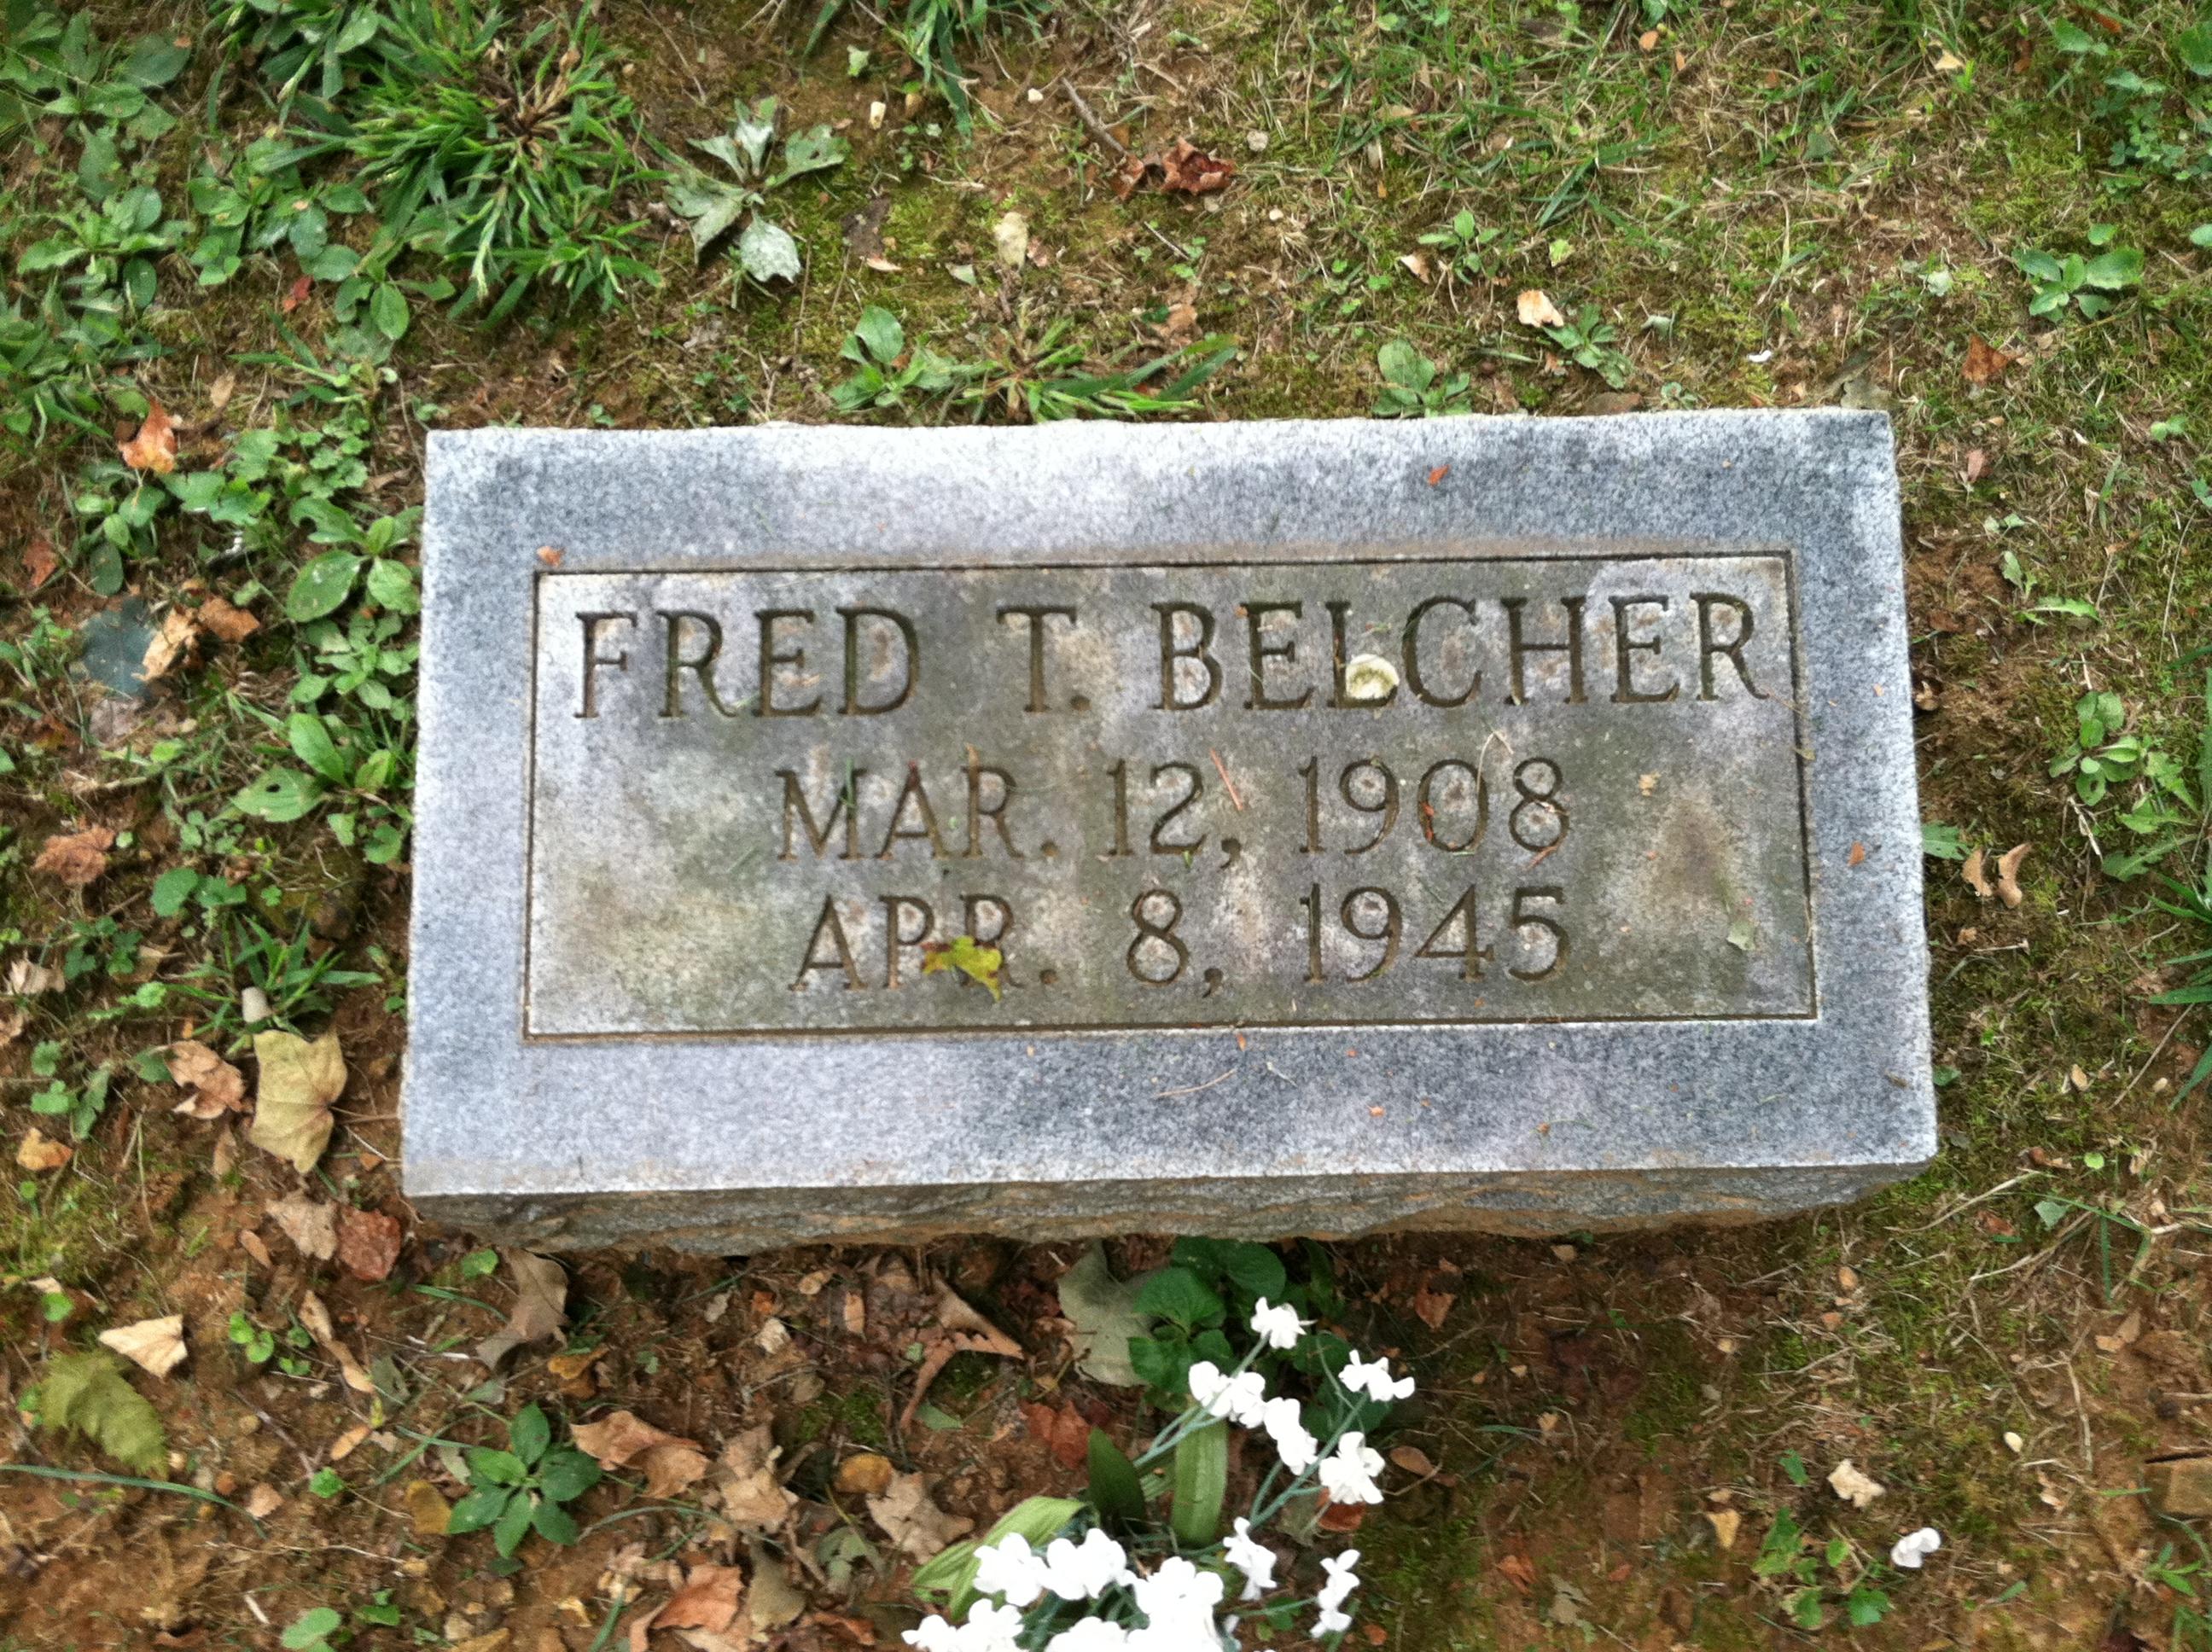 FRED T. BELCHER
MAR. 12, 1908
APR. 8, 1945